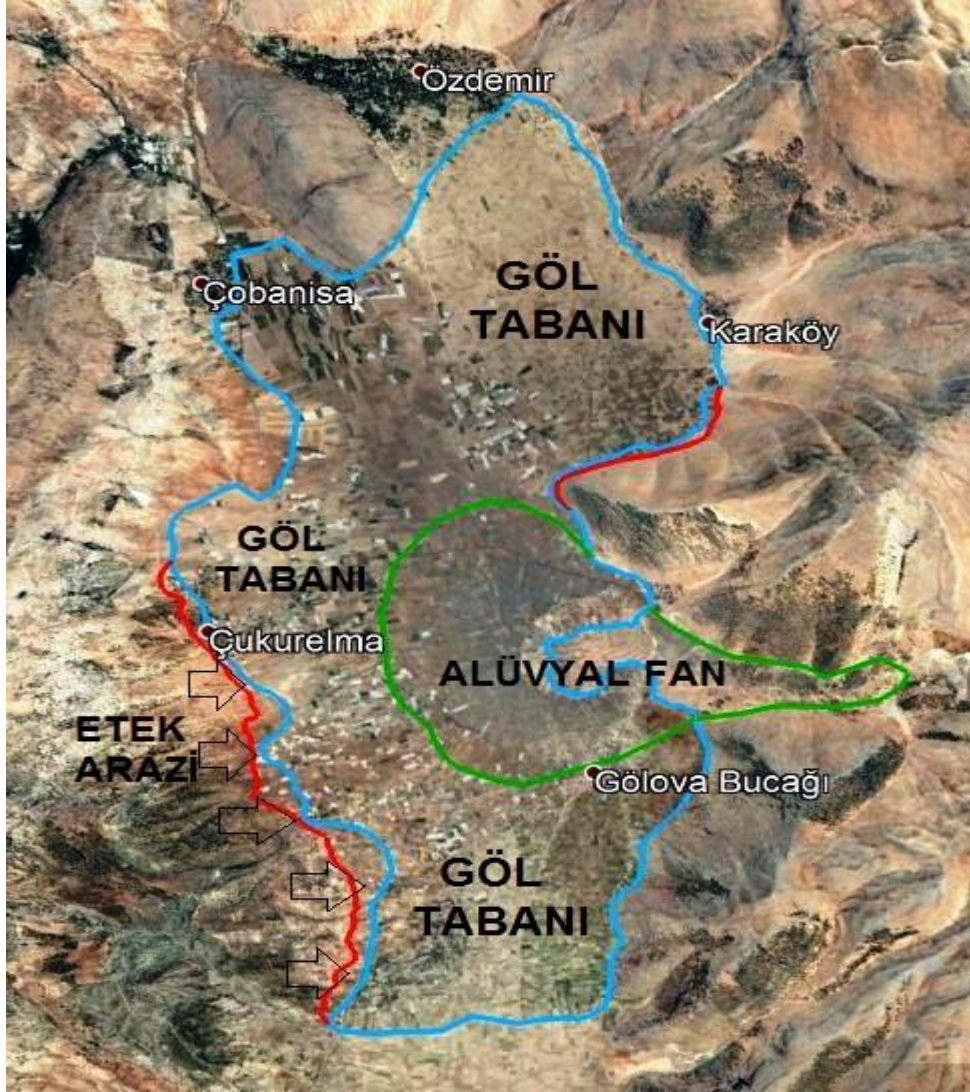 Özdemir
GÖL
TABANI
Çobanisa
Karaköy
GÖL
TABANI
Çukurelma
ALÜVYAL FAN
ETEK
ARAZİ
Gölova Bucağı
GÖL
TABANI